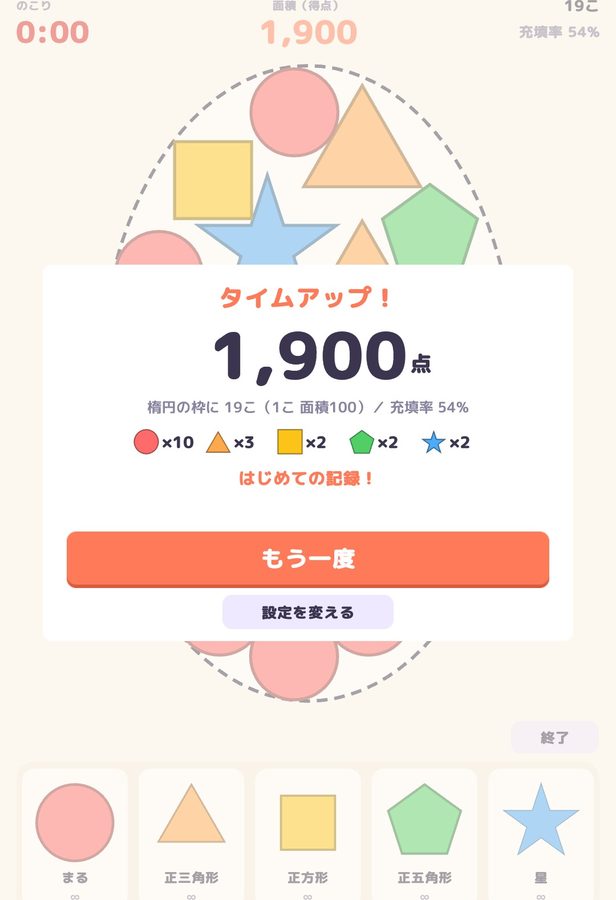 のこり 面積（得点） 19こ
0:00 1,900 充填率 54%
タイムアップ！
1,900点
楕円の枠に 19こ（1こ 面積100）／ 充填率 54%
×10 ×3 ×2 ×2 ×2
はじめての記録！
もう一度
設定を変える
終了
まる 正三角形 正方形 正五角形 星
∞ ∞ ∞ ∞ ∞